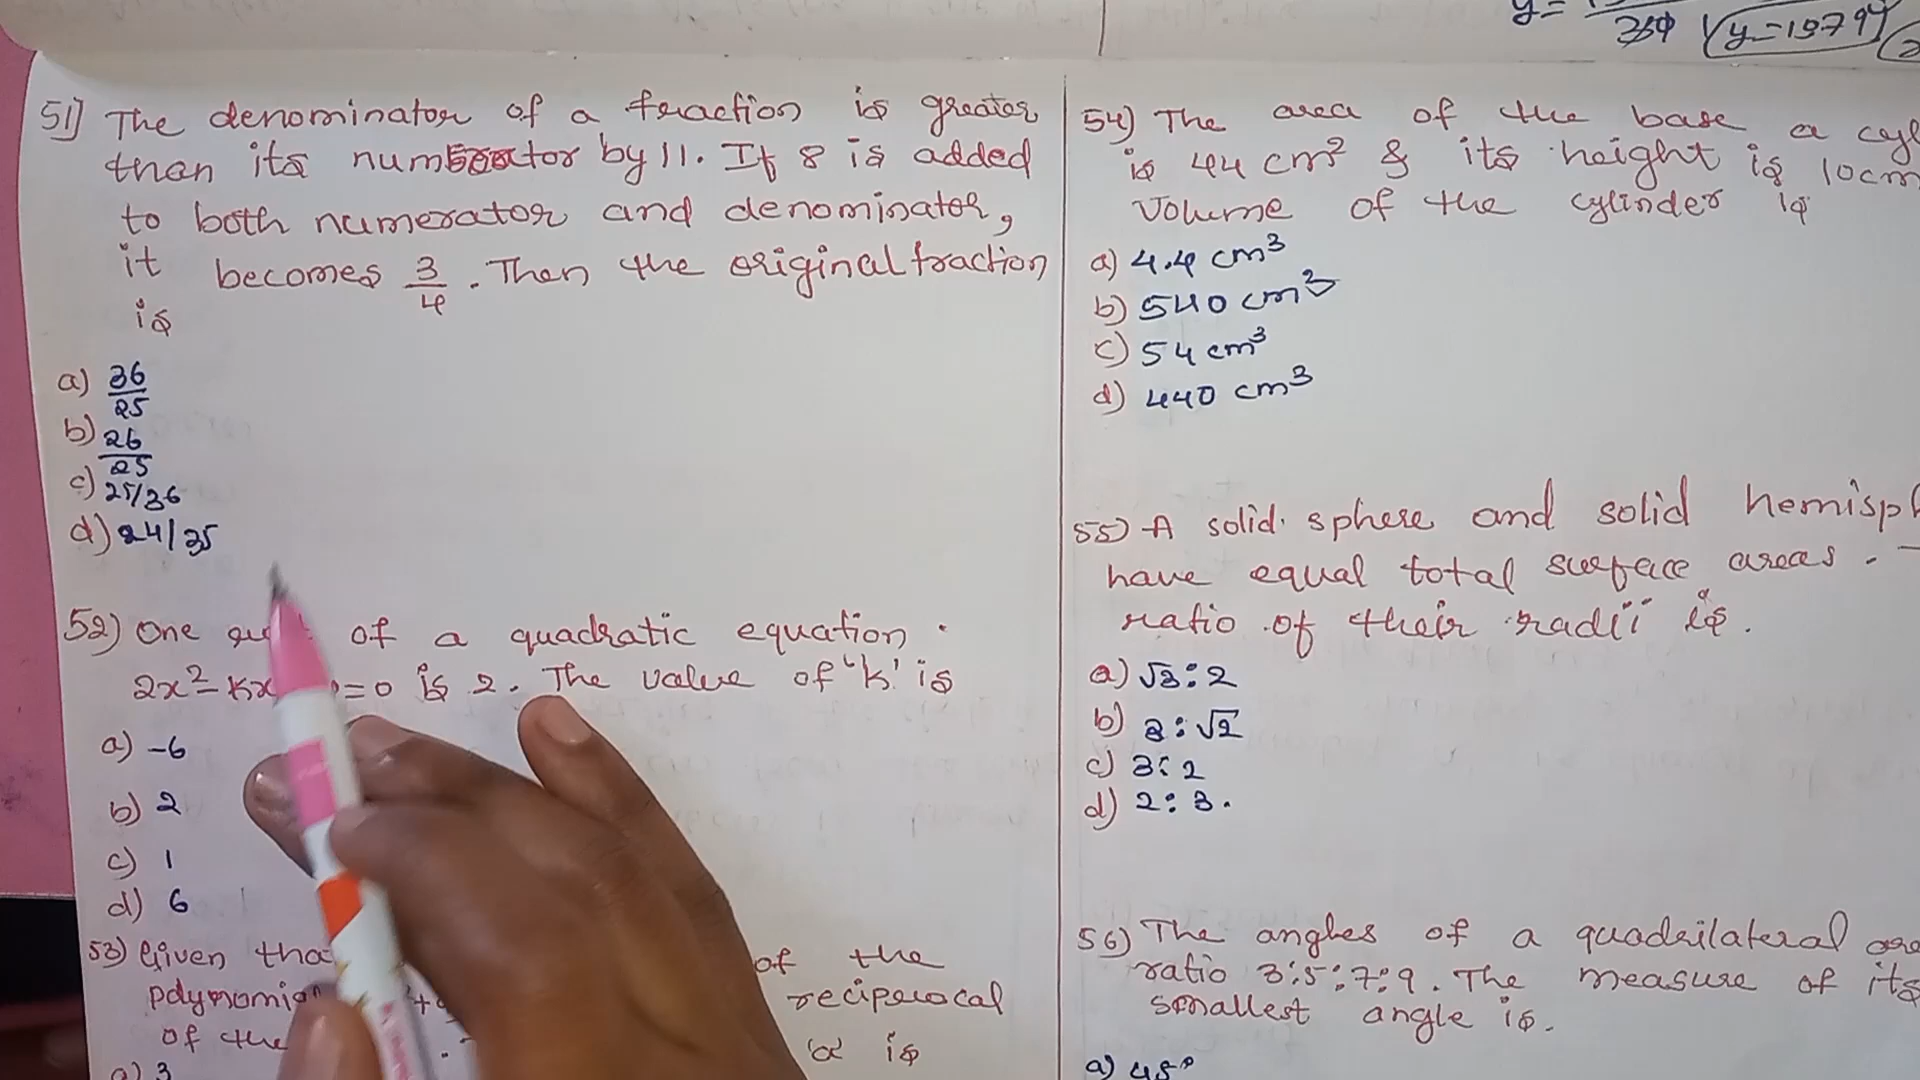 y=
350 y=15794
51] The denominator of a fraction is greater
than its numerator by 11. If 8 is added
to both numerator and denominator,
it becomes 3/4. Then the original fraction
is
a) 36/25
b) 26/25
c) 25/36
d) 24/35
52) One of a quadratic equation
2x²-kx =0 is 2. The value of 'k' is
a) -6
b) 2
c) 1
d) 6
53) Given of the
reciprocal
of the 'a' is
a) 3
54) The area of the base a
is 44 cm² & its height is 10cm
Volume of the cylinder is
a) 4.4 cm³
b) 540 cm³
c) 54 cm³
d) 440 cm³
55) A solid sphere and solid
have equal total surface areas.
ratio of their radii is.
a) √3:2
b) 3:√2
c) 3:2
d) 2:3.
56) The angles of a quadrilateral are
ratio 3:5:7:9. The measure of its
smallest angle is.
a) 45°